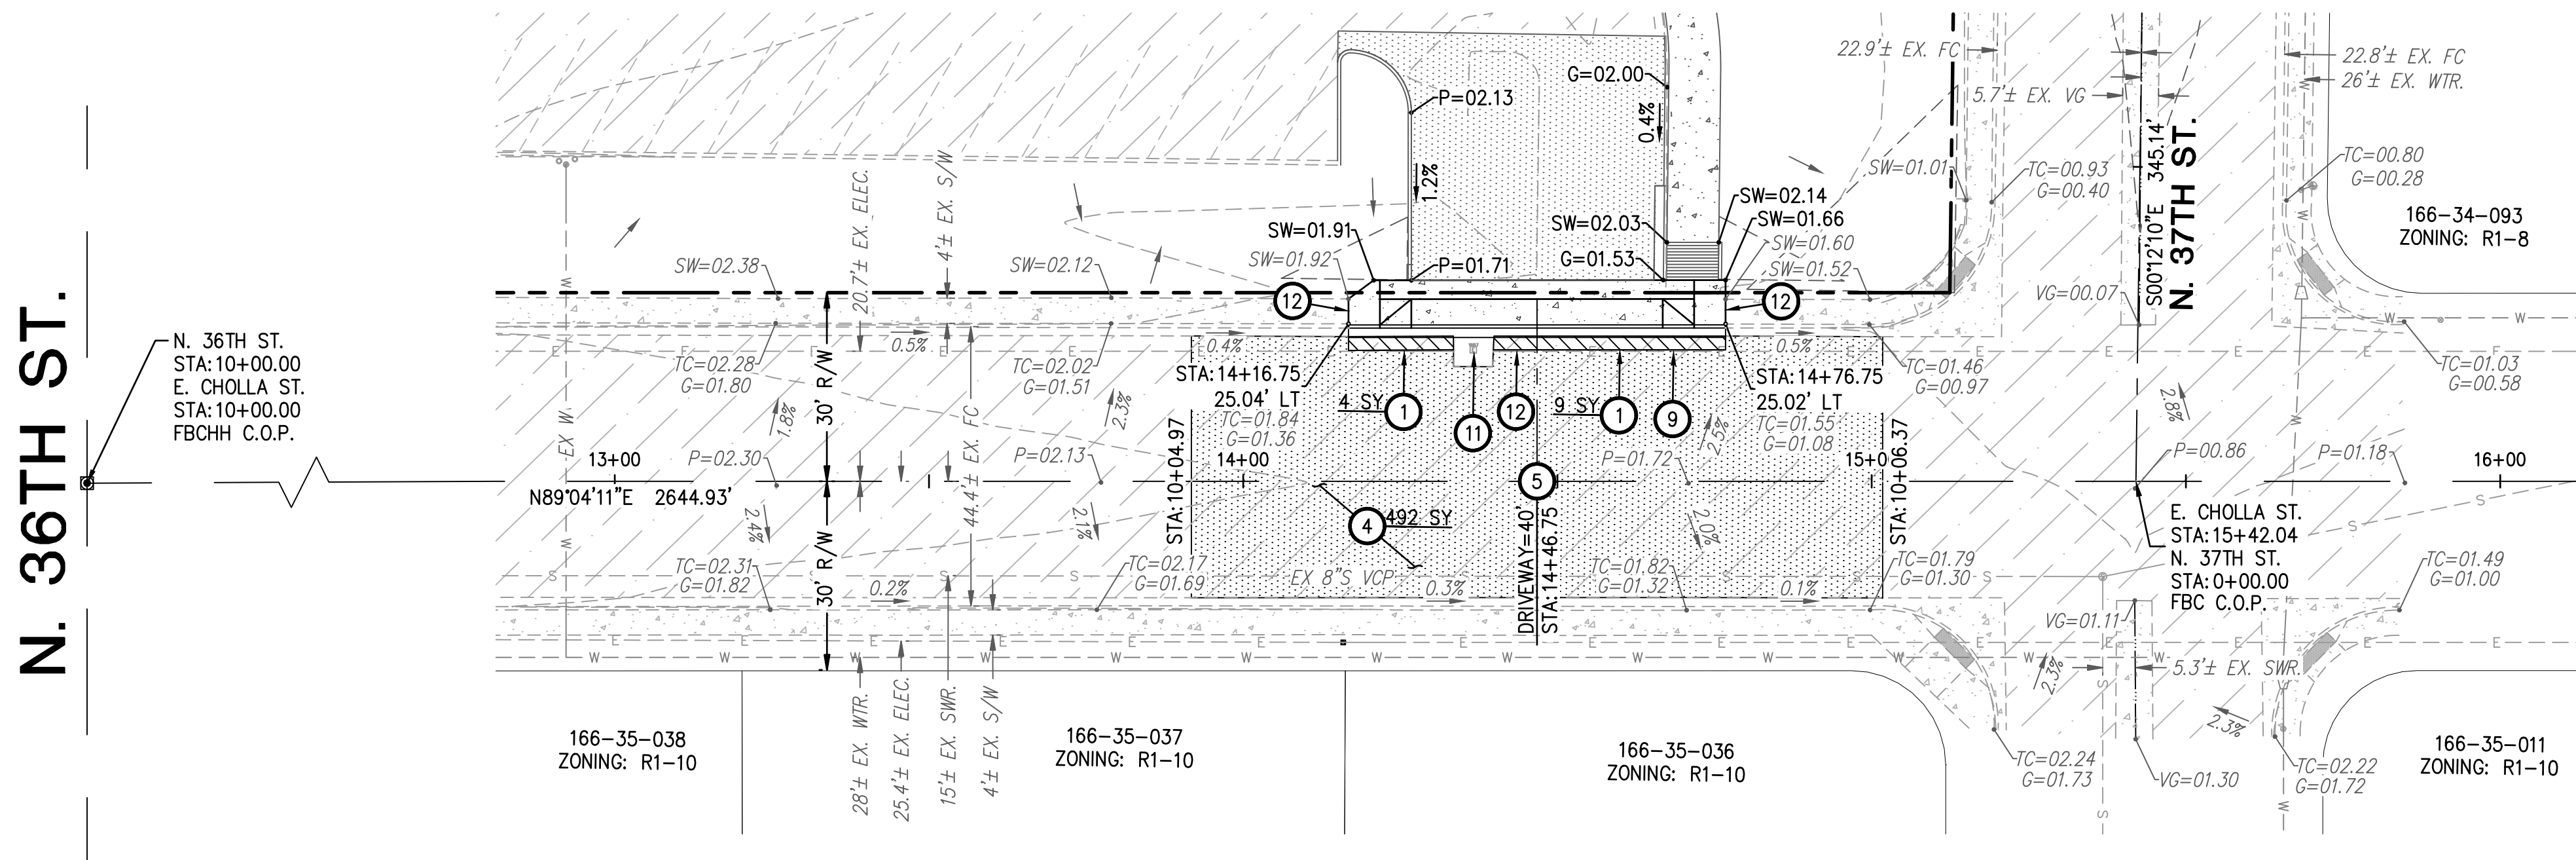 N. 36TH ST.
N. 36TH ST.
STA:10+00.00
E. CHOLLA ST.
STA:10+00.00
FBCHH C.O.P.
W EX W
13+00
N89°04'11"E 2644.93'
SW=02.38
TC=02.28
G=01.80
1.8%
P=02.30
2.4%
TC=02.31
G=01.82
30' R/W
30' R/W
20.7'± EX. ELEC.
4'± EX. S/W
0.5%
44.4'± EX. FC
0.2%
28'± EX. WTR.
25.4'± EX. ELEC.
15'± EX. SWR.
4'± EX. S/W
SW=02.12
TC=02.02
G=01.51
2.3%
P=02.13
2.1%
TC=02.17
G=01.69
0.4%
STA:14+16.75
25.04' LT
TC=01.84
G=01.36
STA:10+04.97
14+00
SW=01.91
SW=01.92
12
P=02.13
1.2%
P=01.71
G=02.00
0.4%
SW=02.03
G=01.53
SW=02.14
SW=01.66
SW=01.60
SW=01.52
12
4 SY
1
11
12
9 SY
1
9
5
4
492 SY
EX 8"S VCP
0.3%
DRIVEWAY=40'
STA:14+46.75
0.5%
STA:14+76.75
25.02' LT
TC=01.55
G=01.08
2.5%
P=01.72
2.0%
TC=01.82
G=01.32
0.1%
15+0
STA:10+06.37
TC=01.46
G=00.97
TC=01.79
G=01.30
22.9'± EX. FC
5.7'± EX. VG
SW=01.01
TC=00.93
G=00.40
VG=00.07
S00°12'10"E 345.14'
N. 37TH ST.
22.8'± EX. FC
26'± EX. WTR.
TC=00.80
G=00.28
166-34-093
ZONING: R1-8
TC=01.03
G=00.58
2.8%
P=00.86
P=01.18
16+00
E. CHOLLA ST.
STA:15+42.04
N. 37TH ST.
STA:0+00.00
FBC C.O.P.
TC=01.49
G=01.00
VG=01.11
5.3'± EX. SWR.
2.3%
2.3%
TC=02.24
G=01.73
VG=01.30
TC=02.22
G=01.72
166-35-038
ZONING: R1-10
166-35-037
ZONING: R1-10
166-35-036
ZONING: R1-10
166-35-011
ZONING: R1-10